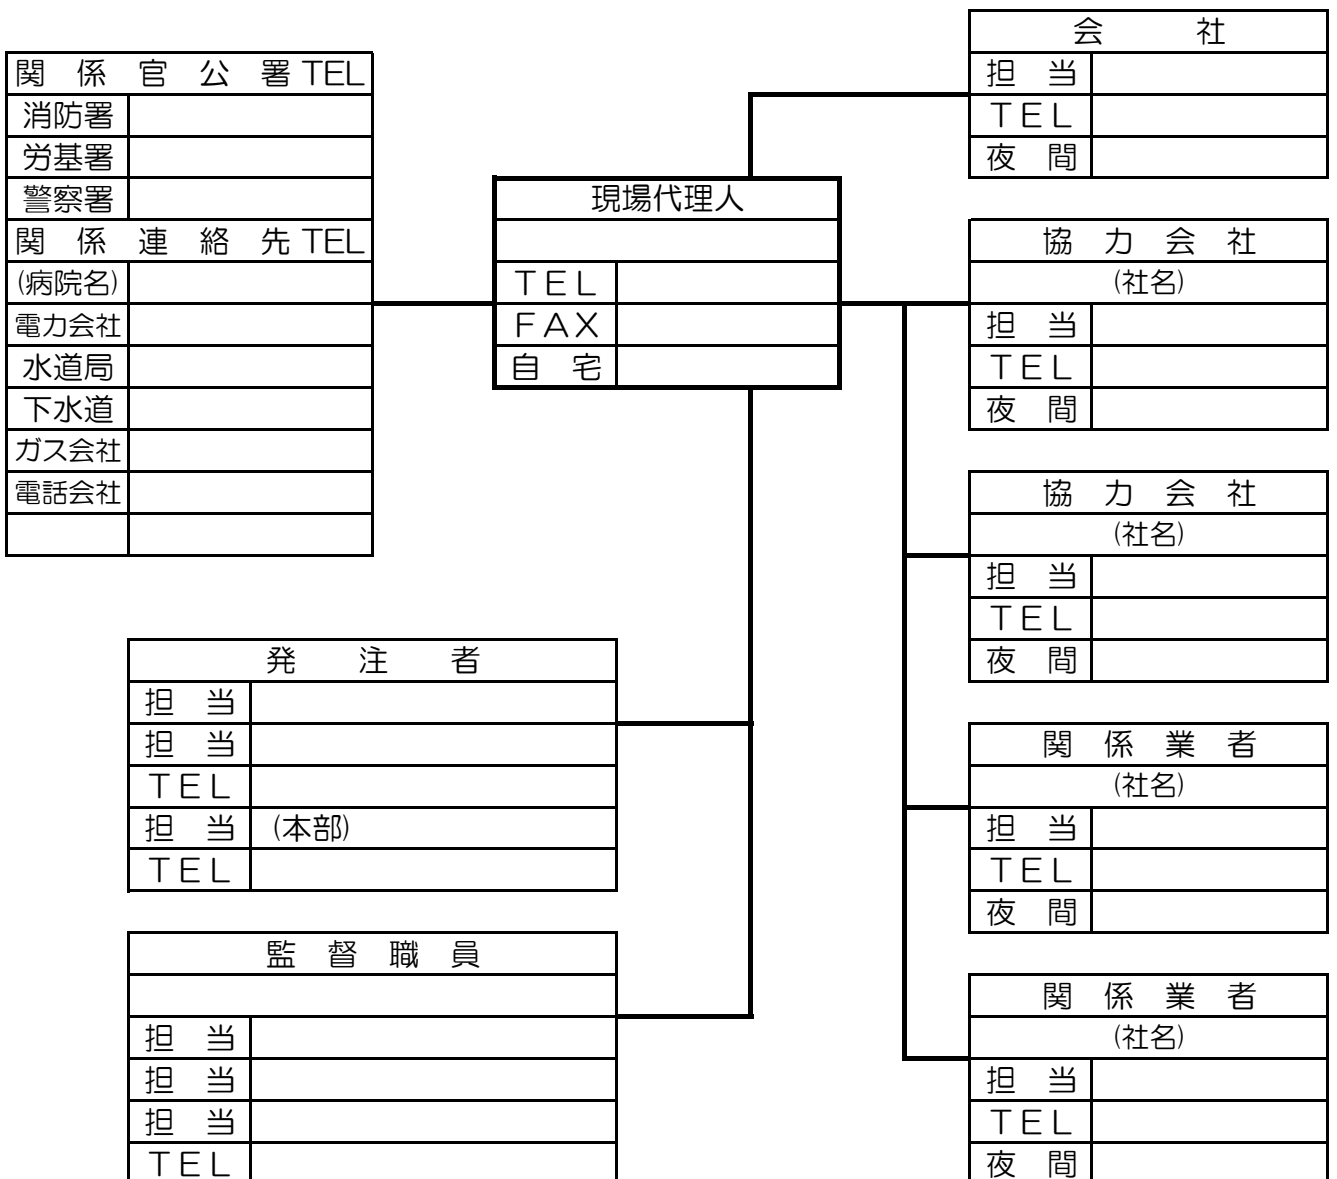 関　係　官　公　署 TEL
消防署
労基署
警察署
関　係　連　絡　先 TEL
(病院名)
電力会社
水道局
下水道
ガス会社
電話会社
現場代理人
ＴＥＬ
ＦＡＸ
自　宅
発　注　者
担　当
担　当
ＴＥＬ
担　当　(本部)
ＴＥＬ
監　督　職　員
担　当
担　当
担　当
ＴＥＬ
会　社
担　当
ＴＥＬ
夜　間
協　力　会　社
(社名)
担　当
ＴＥＬ
夜　間
協　力　会　社
(社名)
担　当
ＴＥＬ
夜　間
関　係　業　者
(社名)
担　当
ＴＥＬ
夜　間
関　係　業　者
(社名)
担　当
ＴＥＬ
夜　間